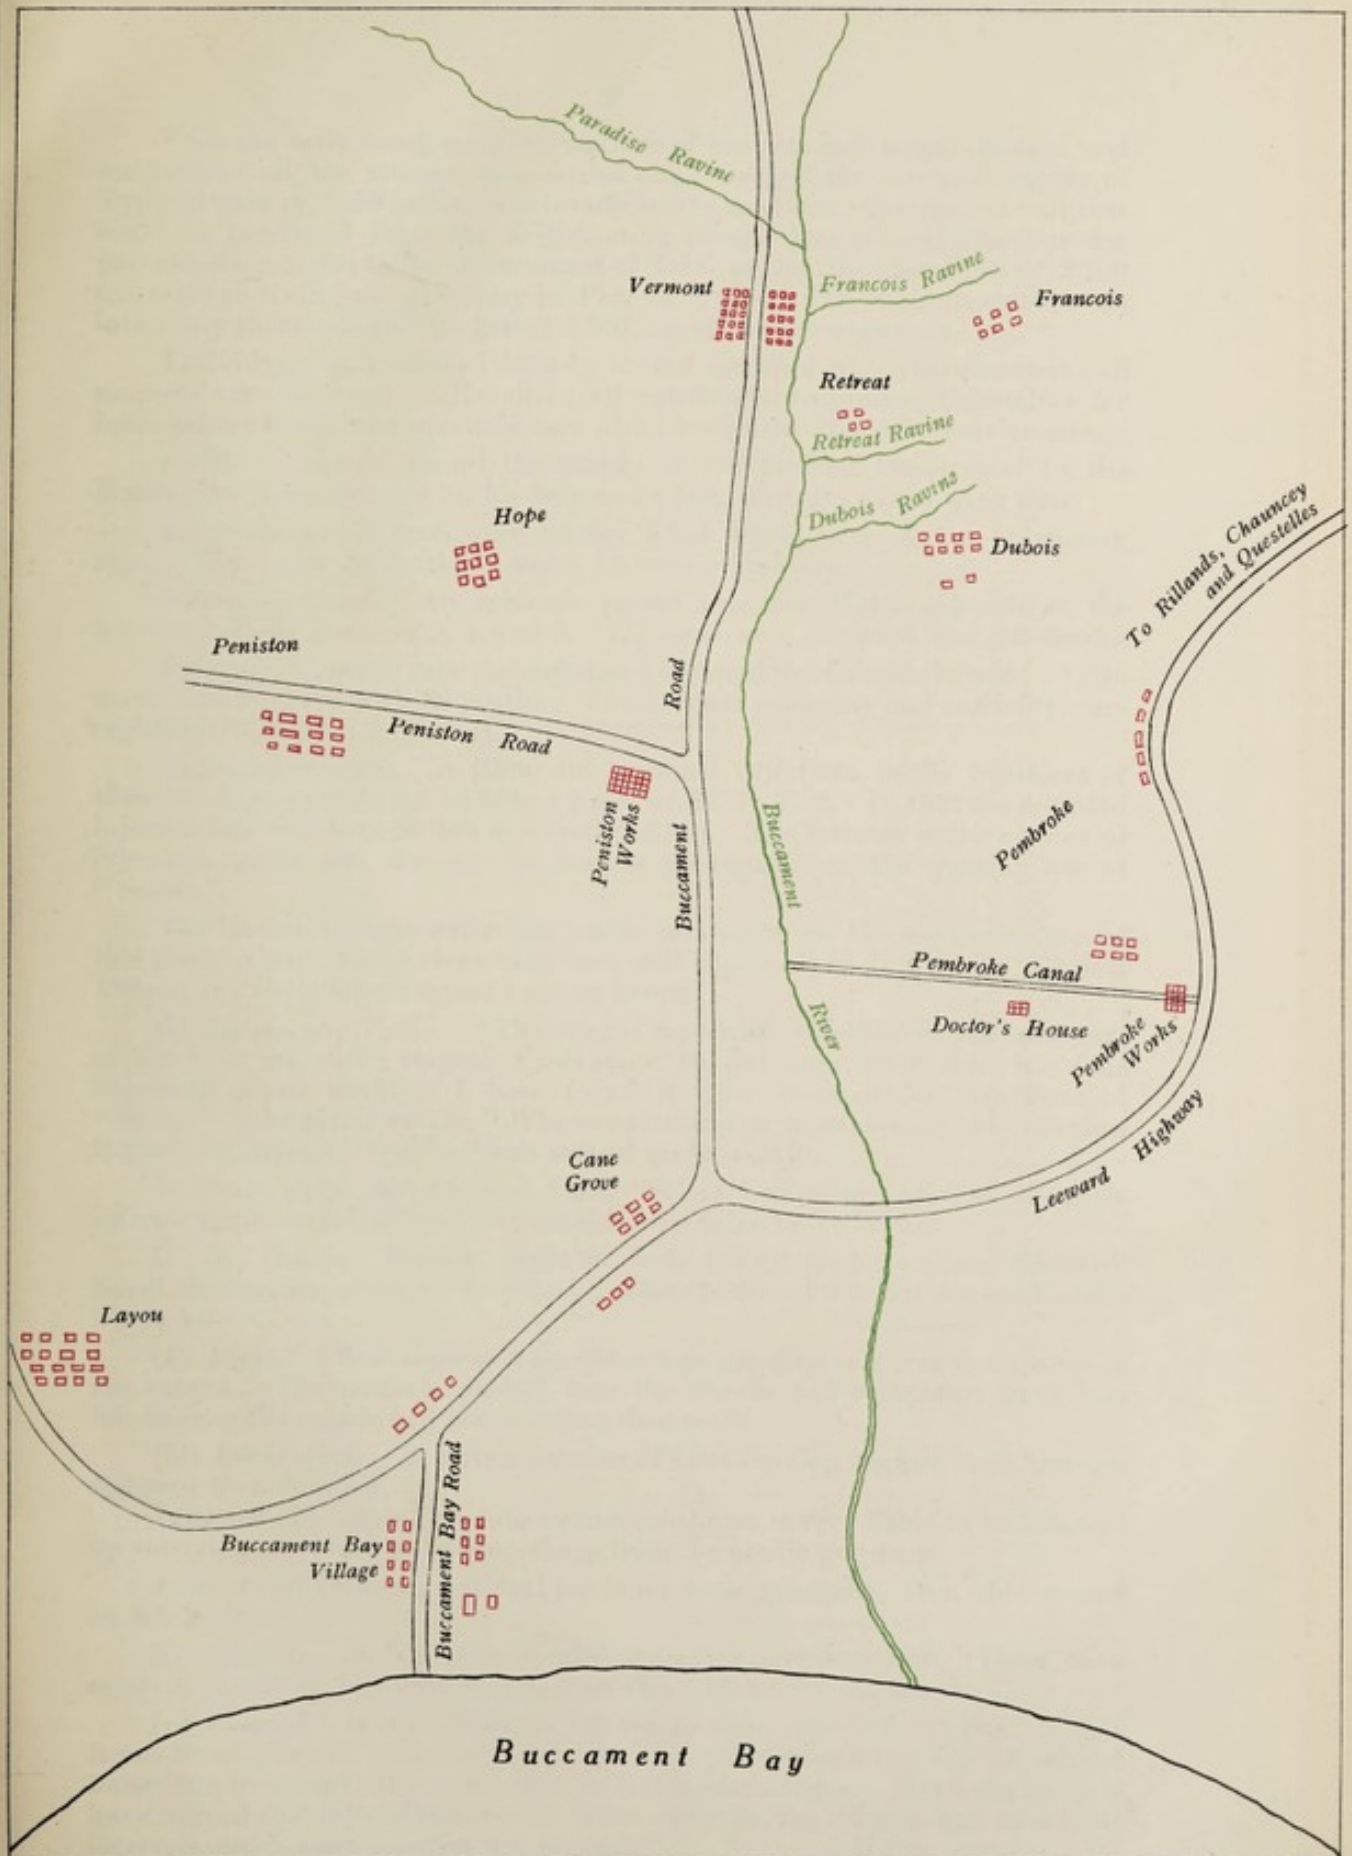 Paradise Ravine
Vermont
Francois Ravine
Francois
Retreat
Retreat Ravine
Dubois Ravins
Dubois
Hope
To Rillands, Chauncey
and Questelles
Peniston
Peniston Road
Road
Peniston
Works
Buccament
Buccament
River
Pembroke
Pembroke Canal
Doctor's House
Pembroke
Works
Leeward Highway
Cane
Grove
Layou
Buccament Bay
Village
Buccament Bay Road
Buccament Bay